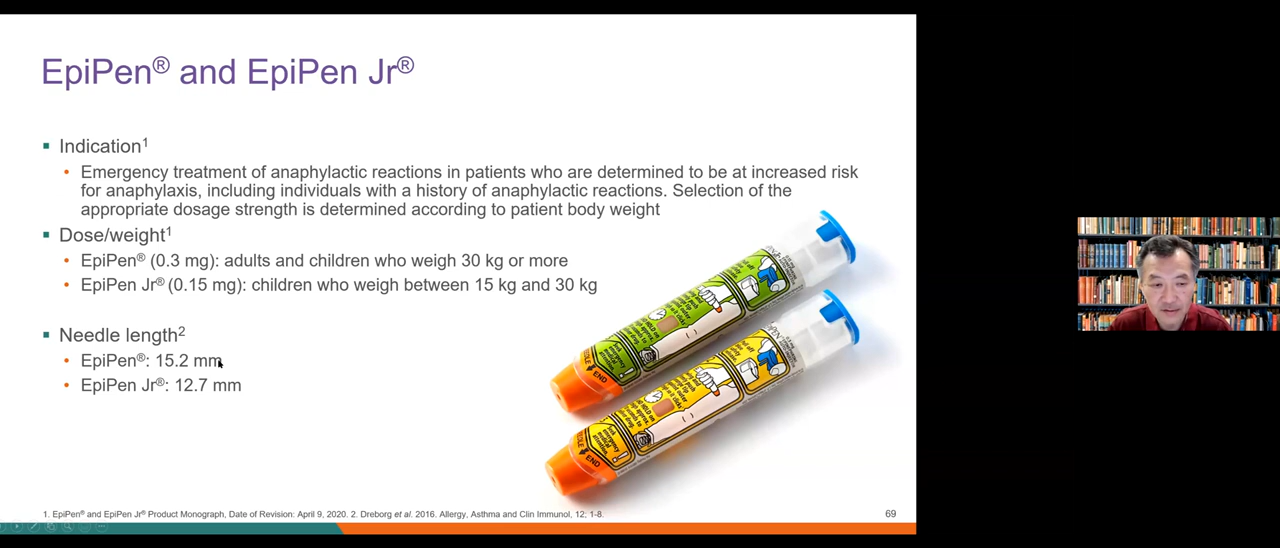 EpiPen® and EpiPen Jr®
▪ Indication¹
• Emergency treatment of anaphylactic reactions in patients who are determined to be at increased risk
for anaphylaxis, including individuals with a history of anaphylactic reactions. Selection of the
appropriate dosage strength is determined according to patient body weight
▪ Dose/weight¹
• EpiPen® (0.3 mg): adults and children who weigh 30 kg or more
• EpiPen Jr® (0.15 mg): children who weigh between 15 kg and 30 kg
▪ Needle length²
• EpiPen®: 15.2 mm
• EpiPen Jr®: 12.7 mm
NEEDLE END
NEEDLE END
1. EpiPen® and EpiPen Jr® Product Monograph, Date of Revision: April 9, 2020. 2. Dreborg et al. 2016. Allergy, Asthma and Clin Immunol, 12; 1-8.
69